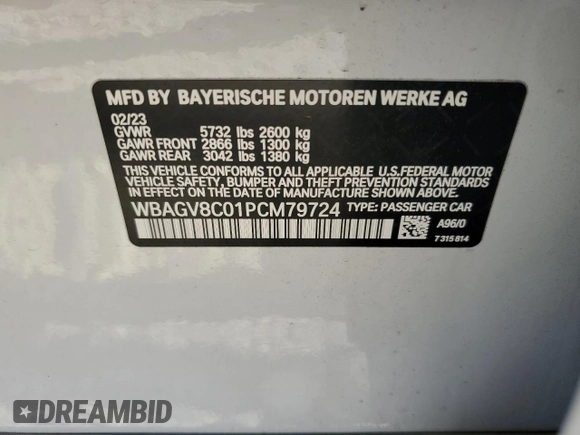 MFD BY BAYERISCHE MOTOREN WERKE AG
02/23
GVWR 5732 lbs 2600 kg
GAWR FRONT 2866 lbs 1300 kg
GAWR REAR 3042 lbs 1380 kg
THIS VEHICLE CONFORMS TO ALL APPLICABLE U.S.FEDERAL MOTOR
VEHICLE SAFETY, BUMPER AND THEFT PREVENTION STANDARDS IN
EFFECT ON THE DATE OF MANUFACTURE SHOWN ABOVE.
WBAGV8C01PCM79724 TYPE: PASSENGER CAR
A96/0
7315814
DREAMBID